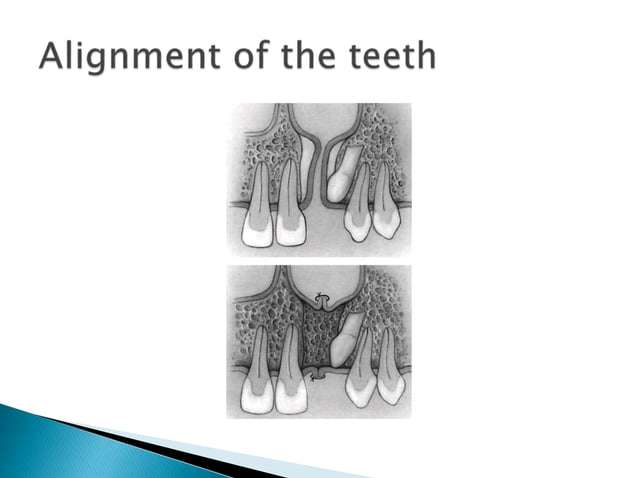 Alignment of the teeth